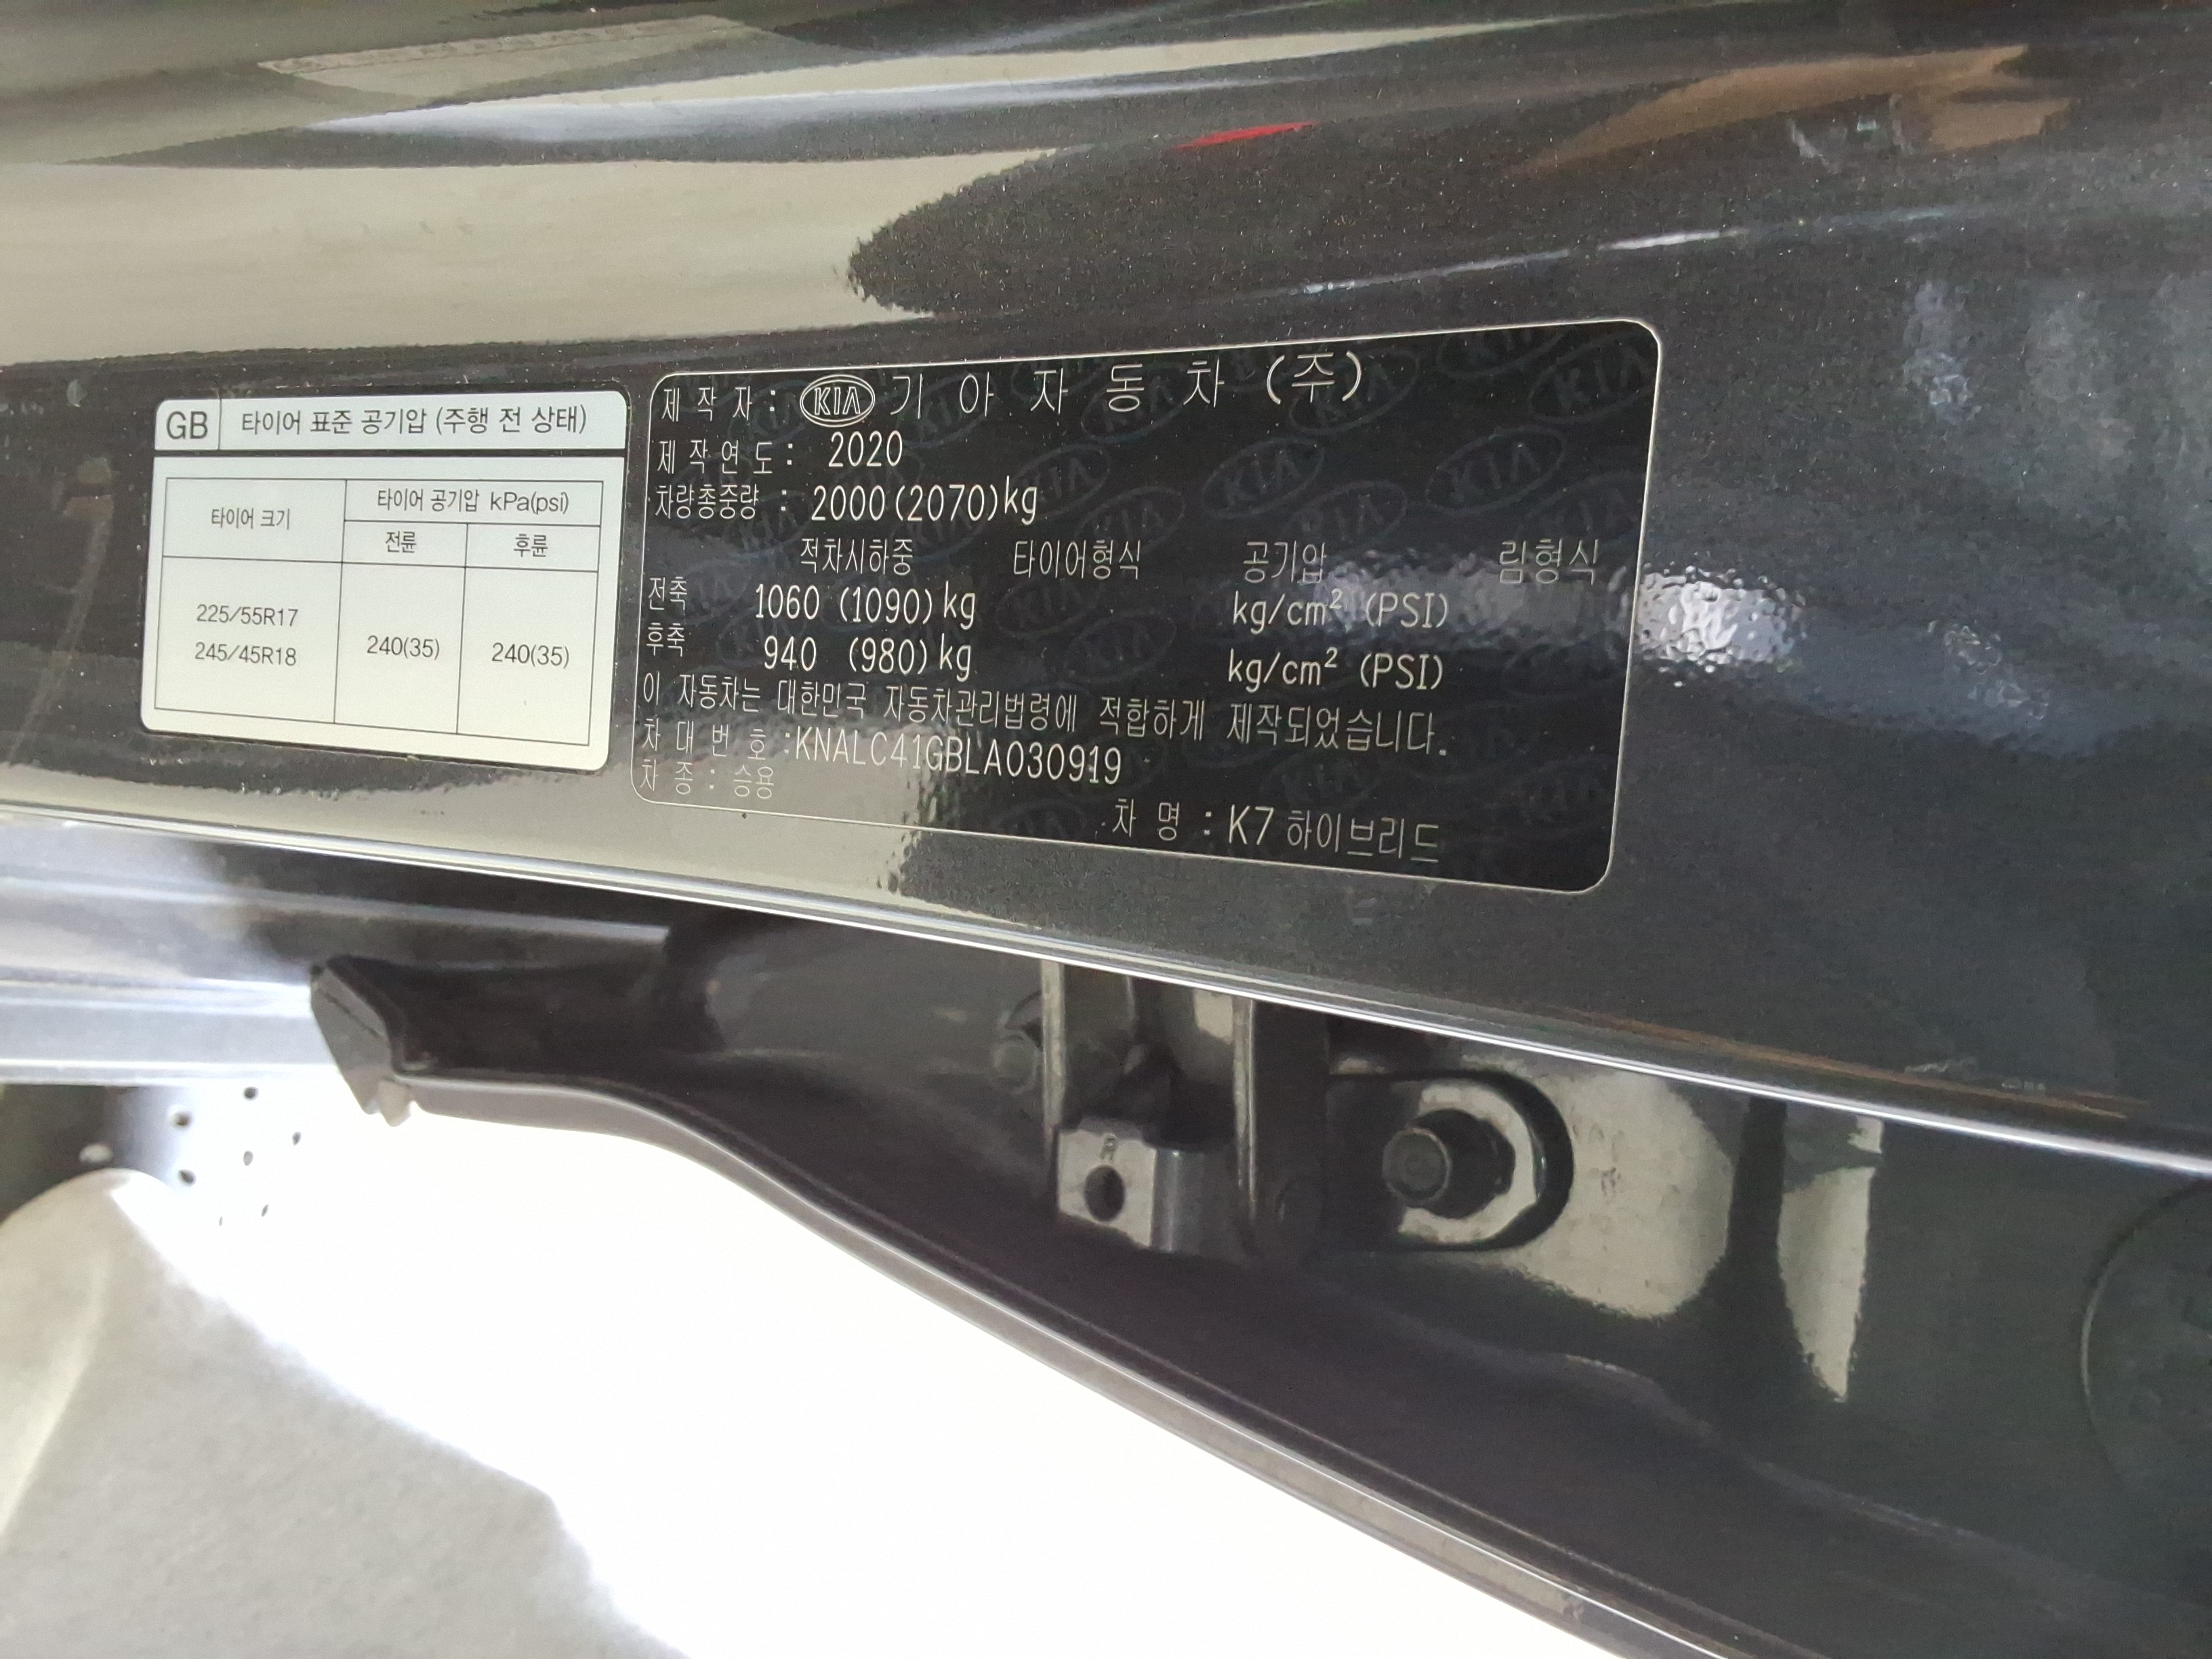 GB 타이어 표준 공기압 (주행 전 상태)
타이어 크기 타이어 공기압 kPa(psi)
전륜 후륜
225/55R17
245/45R18
240(35) 240(35)
제작자: KIA 기아자동차(주)
제작연도: 2020
차량총중량: 2000(2070)kg
적차시하중 타이어형식 공기압 림형식
전축 1060 (1090)kg kg/cm² (PSI)
후축 940 (980)kg kg/cm² (PSI)
이 자동차는 대한민국 자동차관리법령에 적합하게 제작되었습니다.
차대번호:KNALC41GBLA030919
차종:승용 차명:K7 하이브리드
R